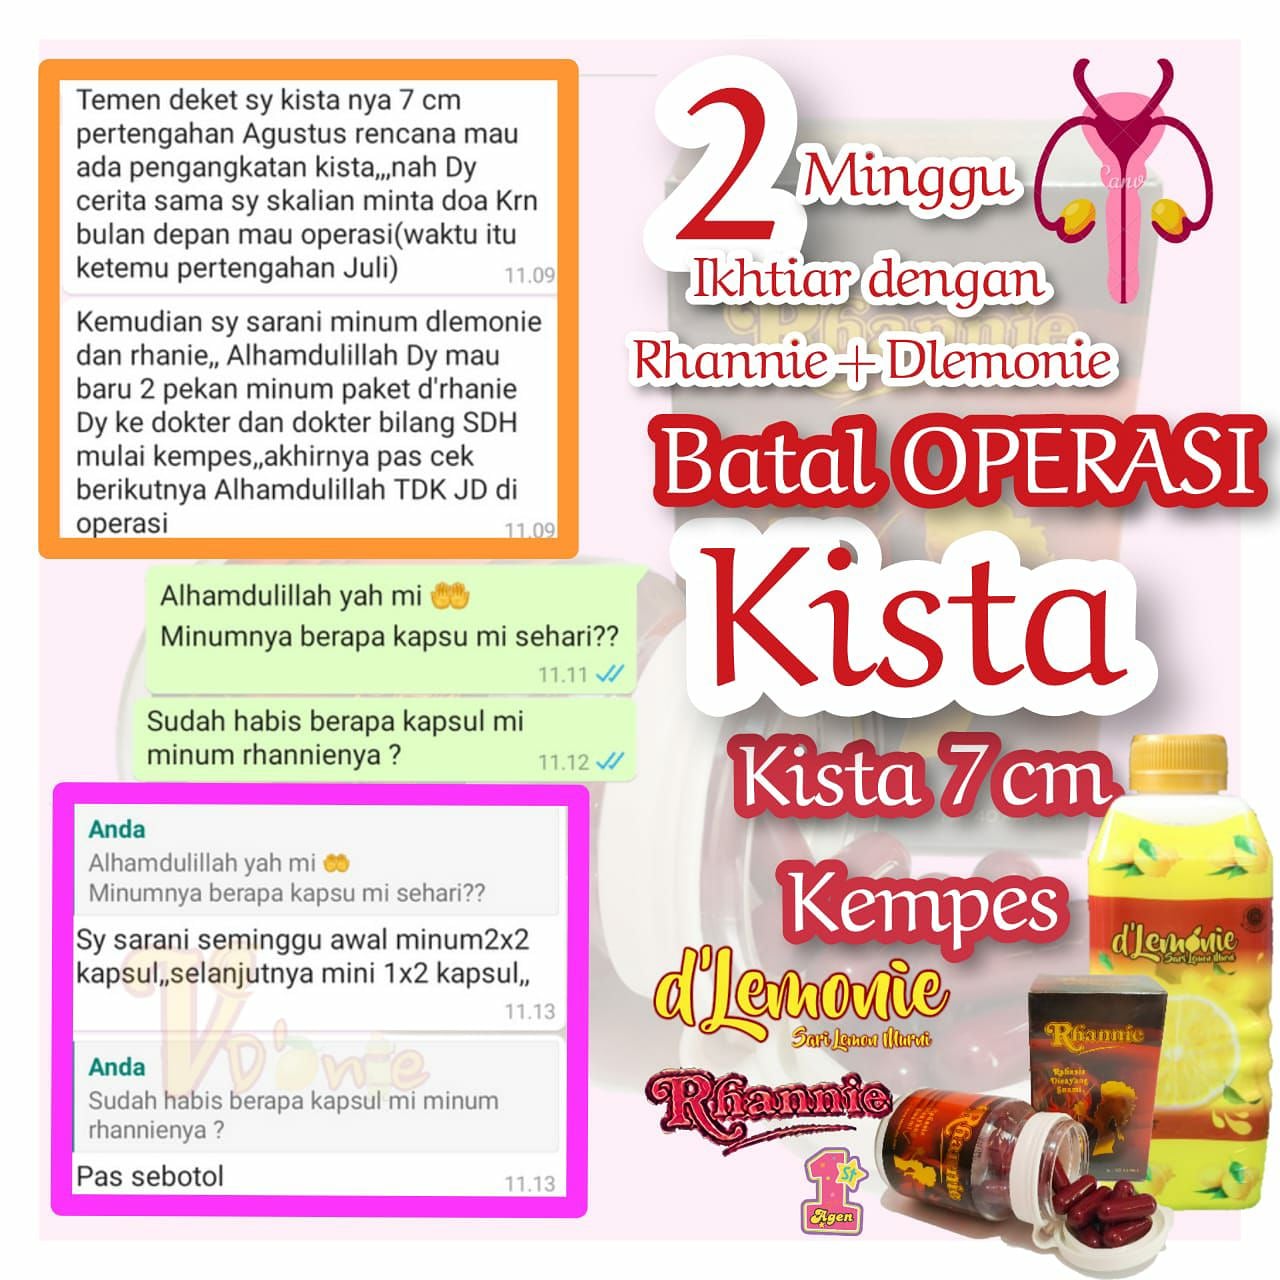 Temen deket sy kista nya 7 cm
pertengahan Agustus rencana mau
ada pengangkatan kista,,,nah Dy
cerita sama sy skalian minta doa Krn
bulan depan mau operasi(waktu itu
ketemu pertengahan Juli)
11.09
Kemudian sy sarani minum dlemonie
dan rhanie,, Alhamdulillah Dy mau
baru 2 pekan minum paket d'rhanie
Dy ke dokter dan dokter bilang SDH
mulai kempes,,akhirnya pas cek
berikutnya Alhamdulillah TDK JD di
operasi
11.09
Alhamdulillah yah mi 🤲
Minumnya berapa kapsu mi sehari??
11.11
Sudah habis berapa kapsul mi
minum rhannienya ?
11.12
Anda
Alhamdulillah yah mi 🤲
Minumnya berapa kapsu mi sehari??
Sy sarani seminggu awal minum2x2
kapsul,,selanjutnya mini 1x2 kapsul,,
11.13
Anda
Sudah habis berapa kapsul mi minum
rhannienya ?
Pas sebotol
11.13
2 Minggu
Ikhtiar dengan
Rhannie+Dlemonie
Batal OPERASI
Kista
Kista 7 cm
Kempes
d'Lemonie
Sari Lemon Murni
Rhannie
1st
Agen
d'Lemonie
Sari Lemon Murni
Rhannie
Rahasia
Disayang
Suami
Rhannie